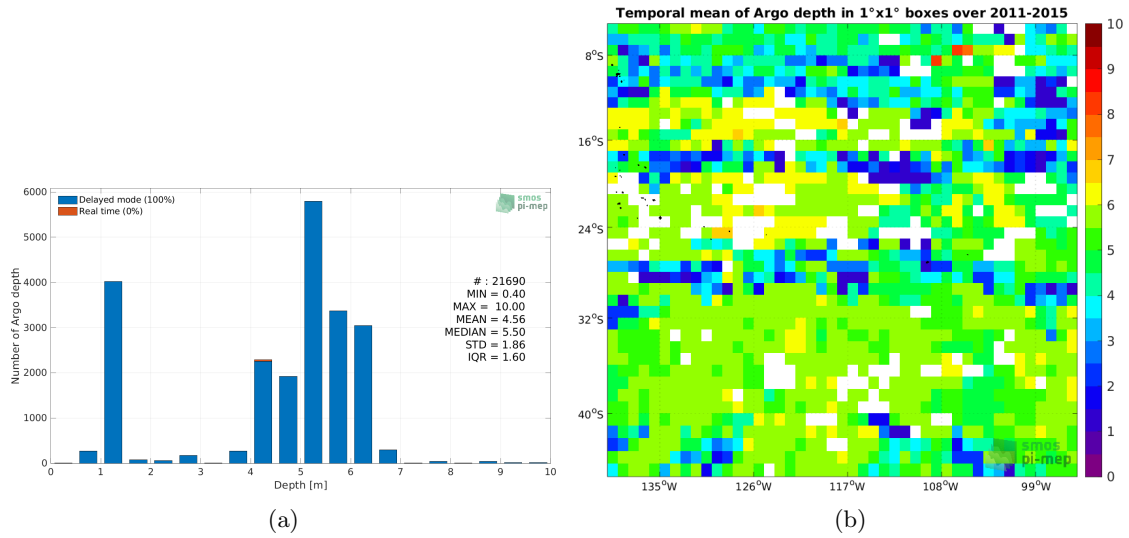 Delayed mode (100%)
Real time (0%)
smos
pi-mep
6000
5000
4000
3000
2000
1000
0
Number of Argo depth
# : 21690
MIN = 0.40
MAX = 10.00
MEAN = 4.56
MEDIAN = 5.50
STD = 1.86
IQR = 1.60
0 1 2 3 4 5 6 7 8 9 10
Depth [m]
(a)
Temporal mean of Argo depth in 1°x1° boxes over 2011-2015
8°S
16°S
24°S
32°S
40°S
135°W 126°W 117°W 108°W 99°W
smos
pi-mep
10
9
8
7
6
5
4
3
2
1
0
(b)